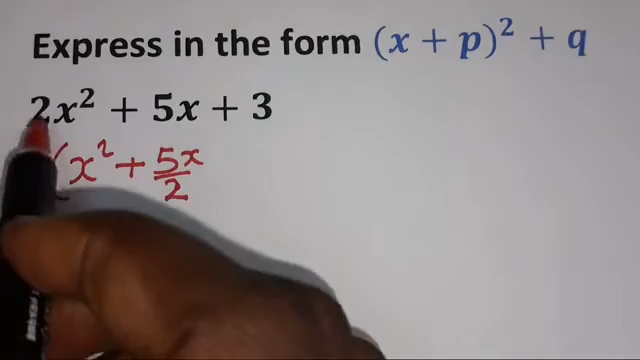 Express in the form (x + p)² + q
2x² + 5x + 3
(x² + 5x/2